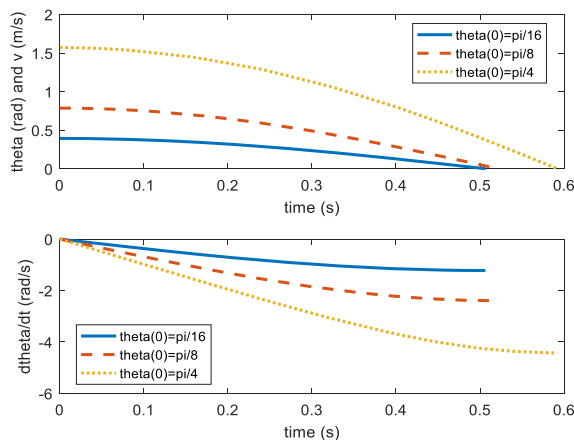 theta (rad) and v (m/s)
2
1.5
1
0.5
0
theta(0)=pi/16
theta(0)=pi/8
theta(0)=pi/4
0 0.1 0.2 0.3 0.4 0.5 0.6
time (s)
dtheta/dt (rad/s)
0
-2
-4
-6
theta(0)=pi/16
theta(0)=pi/8
theta(0)=pi/4
0 0.1 0.2 0.3 0.4 0.5 0.6
time (s)